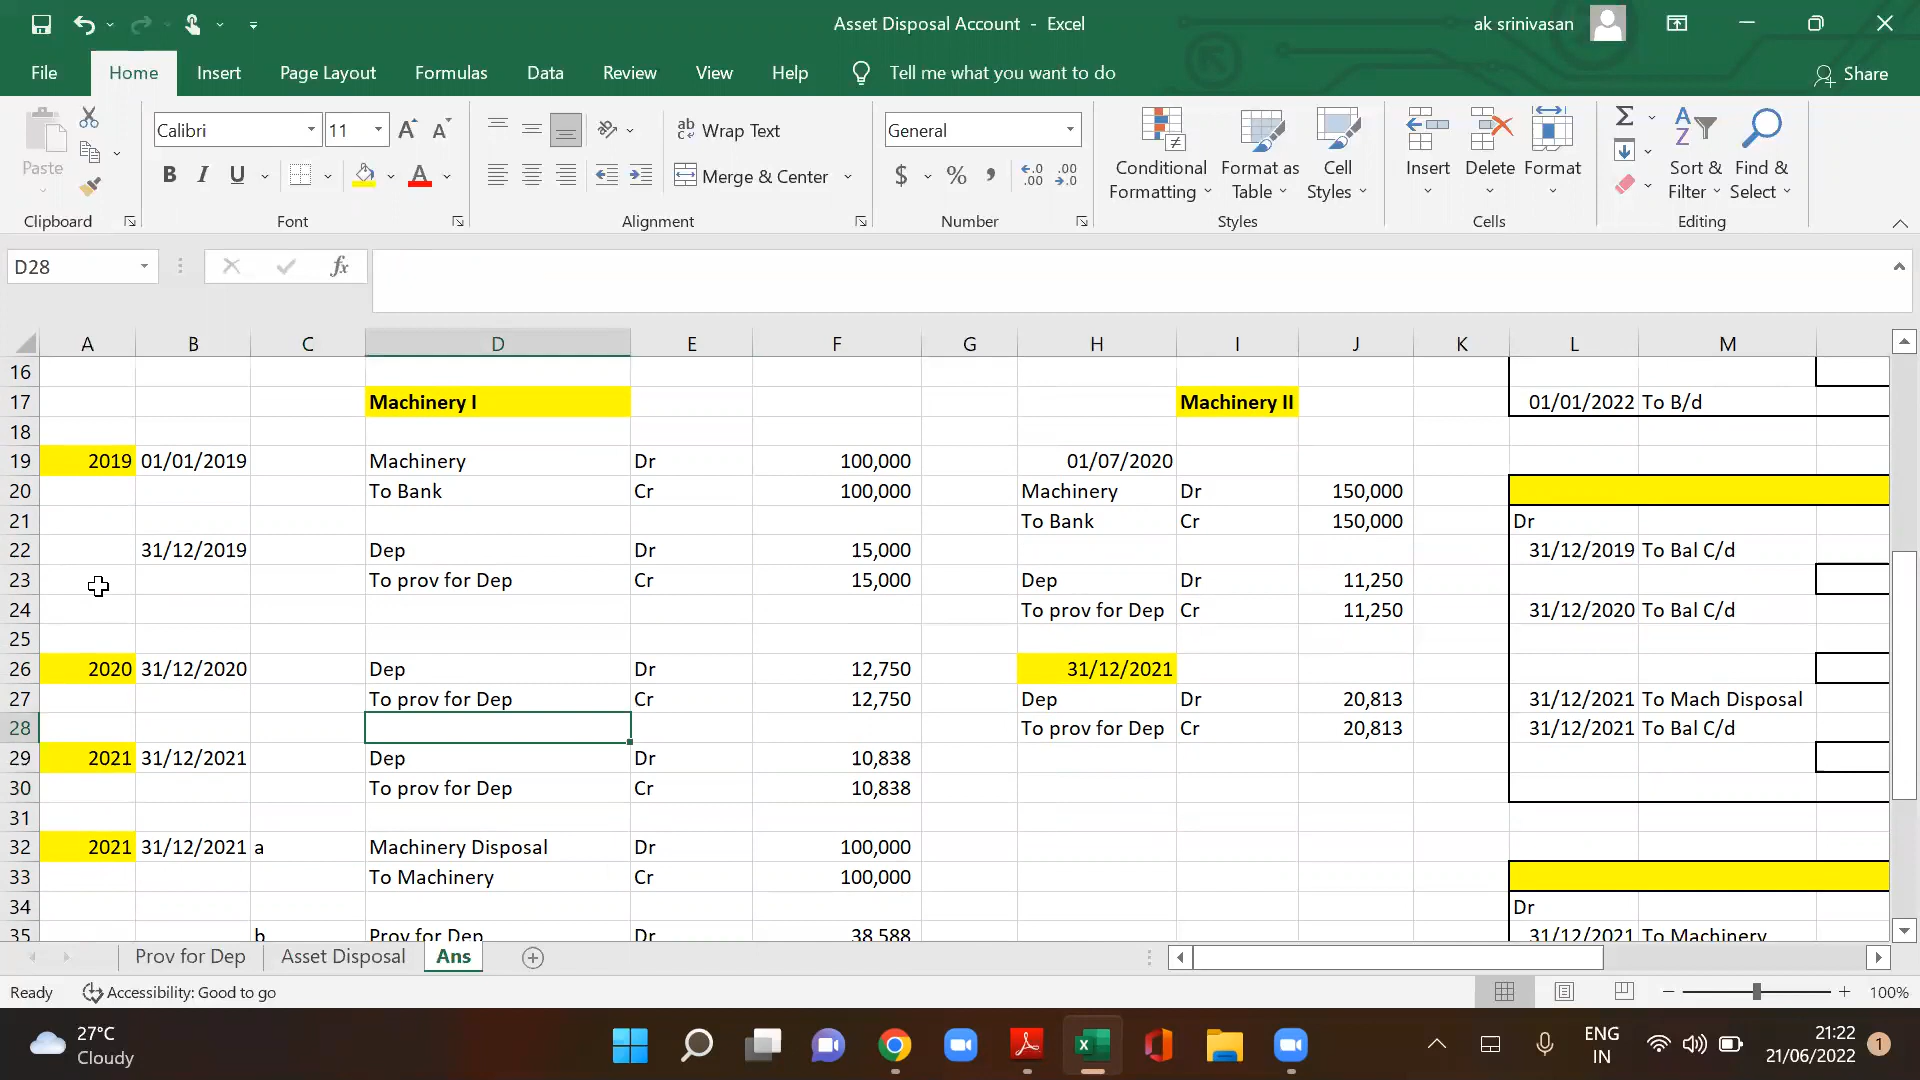 Asset Disposal Account - Excel
ak srinivasan
File Home Insert Page Layout Formulas Data Review View Help Tell me what you want to do Share
Paste
Clipboard
Calibri 11
B I U
Font
Wrap Text
Merge & Center
Alignment
General
$ % ,
Number
Conditional Formatting
Format as Table
Cell Styles
Styles
Insert Delete Format
Cells
Sort & Filter
Find & Select
Editing
D28
fx
A B C D E F G H I J K L M
16
17 Machinery I Machinery II 01/01/2022 To B/d
18
19 2019 01/01/2019 Machinery Dr 100,000 01/07/2020
20 To Bank Cr 100,000 Machinery Dr 150,000
21 To Bank Cr 150,000 Dr
22 31/12/2019 Dep Dr 15,000 31/12/2019 To Bal C/d
23 To prov for Dep Cr 15,000 Dep Dr 11,250
24 To prov for Dep Cr 11,250 31/12/2020 To Bal C/d
25
26 2020 31/12/2020 Dep Dr 12,750 31/12/2021
27 To prov for Dep Cr 12,750 Dep Dr 20,813 31/12/2021 To Mach Disposal
28 To prov for Dep Cr 20,813 31/12/2021 To Bal C/d
29 2021 31/12/2021 Dep Dr 10,838
30 To prov for Dep Cr 10,838
31
32 2021 31/12/2021 a Machinery Disposal Dr 100,000
33 To Machinery Cr 100,000
34 Dr
35 b Prov for Dep Dr 38,588 31/12/2021 To Machinery
Prov for Dep Asset Disposal Ans
Ready Accessibility: Good to go 100%
27°C
Cloudy
ENG
IN
21:22
21/06/2022
1